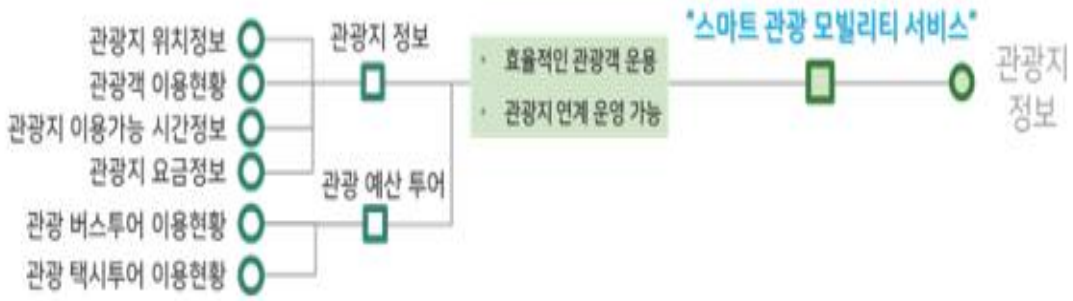 관광지 위치정보
관광객 이용현황
관광지 이용가능 시간정보
관광지 요금정보
관광 버스투어 이용현황
관광 택시투어 이용현황
관광지 정보
관광 예산 투어
· 효율적인 관광객 운용
· 관광지 연계 운영 가능
"스마트 관광 모빌리티 서비스"
관광지
정보